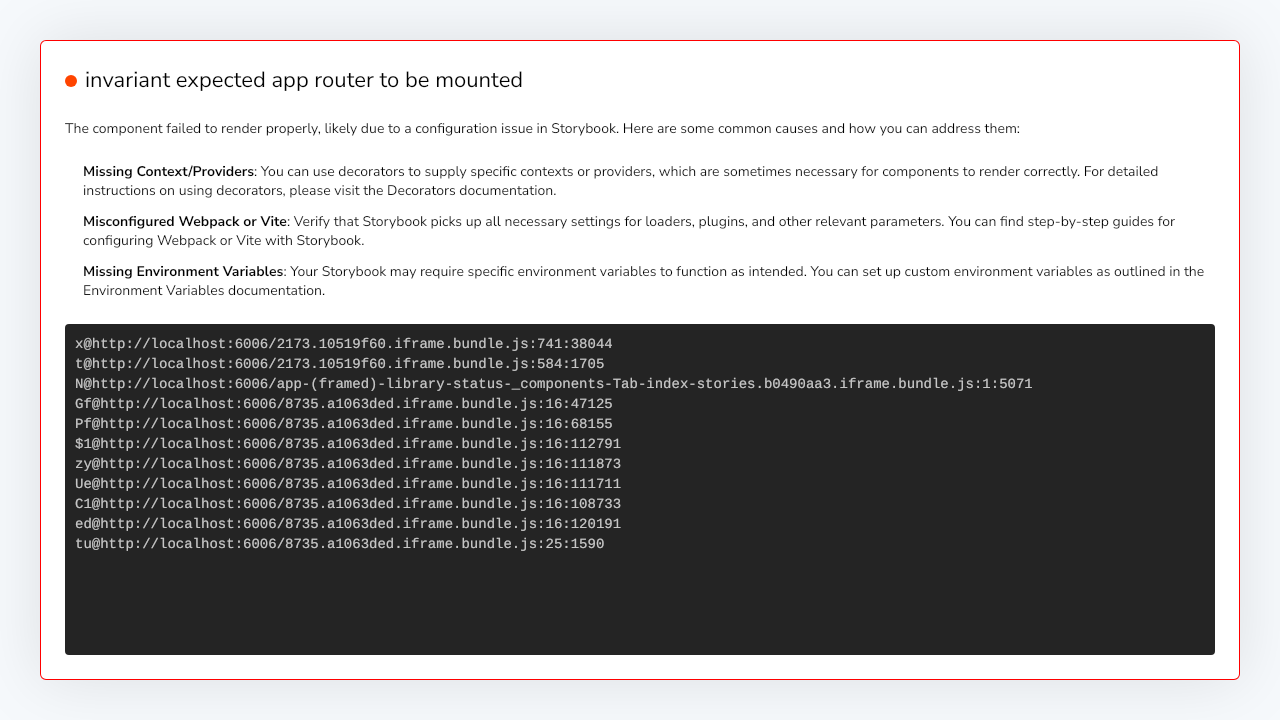 invariant expected app router to be mounted
The component failed to render properly, likely due to a configuration issue in Storybook. Here are some common causes and how you can address them:
Missing Context/Providers: You can use decorators to supply specific contexts or providers, which are sometimes necessary for components to render correctly. For detailed
instructions on using decorators, please visit the Decorators documentation.
Misconfigured Webpack or Vite: Verify that Storybook picks up all necessary settings for loaders, plugins, and other relevant parameters. You can find step-by-step guides for
configuring Webpack or Vite with Storybook.
Missing Environment Variables: Your Storybook may require specific environment variables to function as intended. You can set up custom environment variables as outlined in the
Environment Variables documentation.
x@http://localhost:6006/2173.10519f60.iframe.bundle.js:741:38044
t@http://localhost:6006/2173.10519f60.iframe.bundle.js:584:1705
N@http://localhost:6006/app-(framed)-library-status-_components-Tab-index-stories.b0490aa3.iframe.bundle.js:1:5071
Gf@http://localhost:6006/8735.a1063ded.iframe.bundle.js:16:47125
Pf@http://localhost:6006/8735.a1063ded.iframe.bundle.js:16:68155
$1@http://localhost:6006/8735.a1063ded.iframe.bundle.js:16:112791
zy@http://localhost:6006/8735.a1063ded.iframe.bundle.js:16:111873
Ue@http://localhost:6006/8735.a1063ded.iframe.bundle.js:16:111711
C1@http://localhost:6006/8735.a1063ded.iframe.bundle.js:16:108733
ed@http://localhost:6006/8735.a1063ded.iframe.bundle.js:16:120191
tu@http://localhost:6006/8735.a1063ded.iframe.bundle.js:25:1590